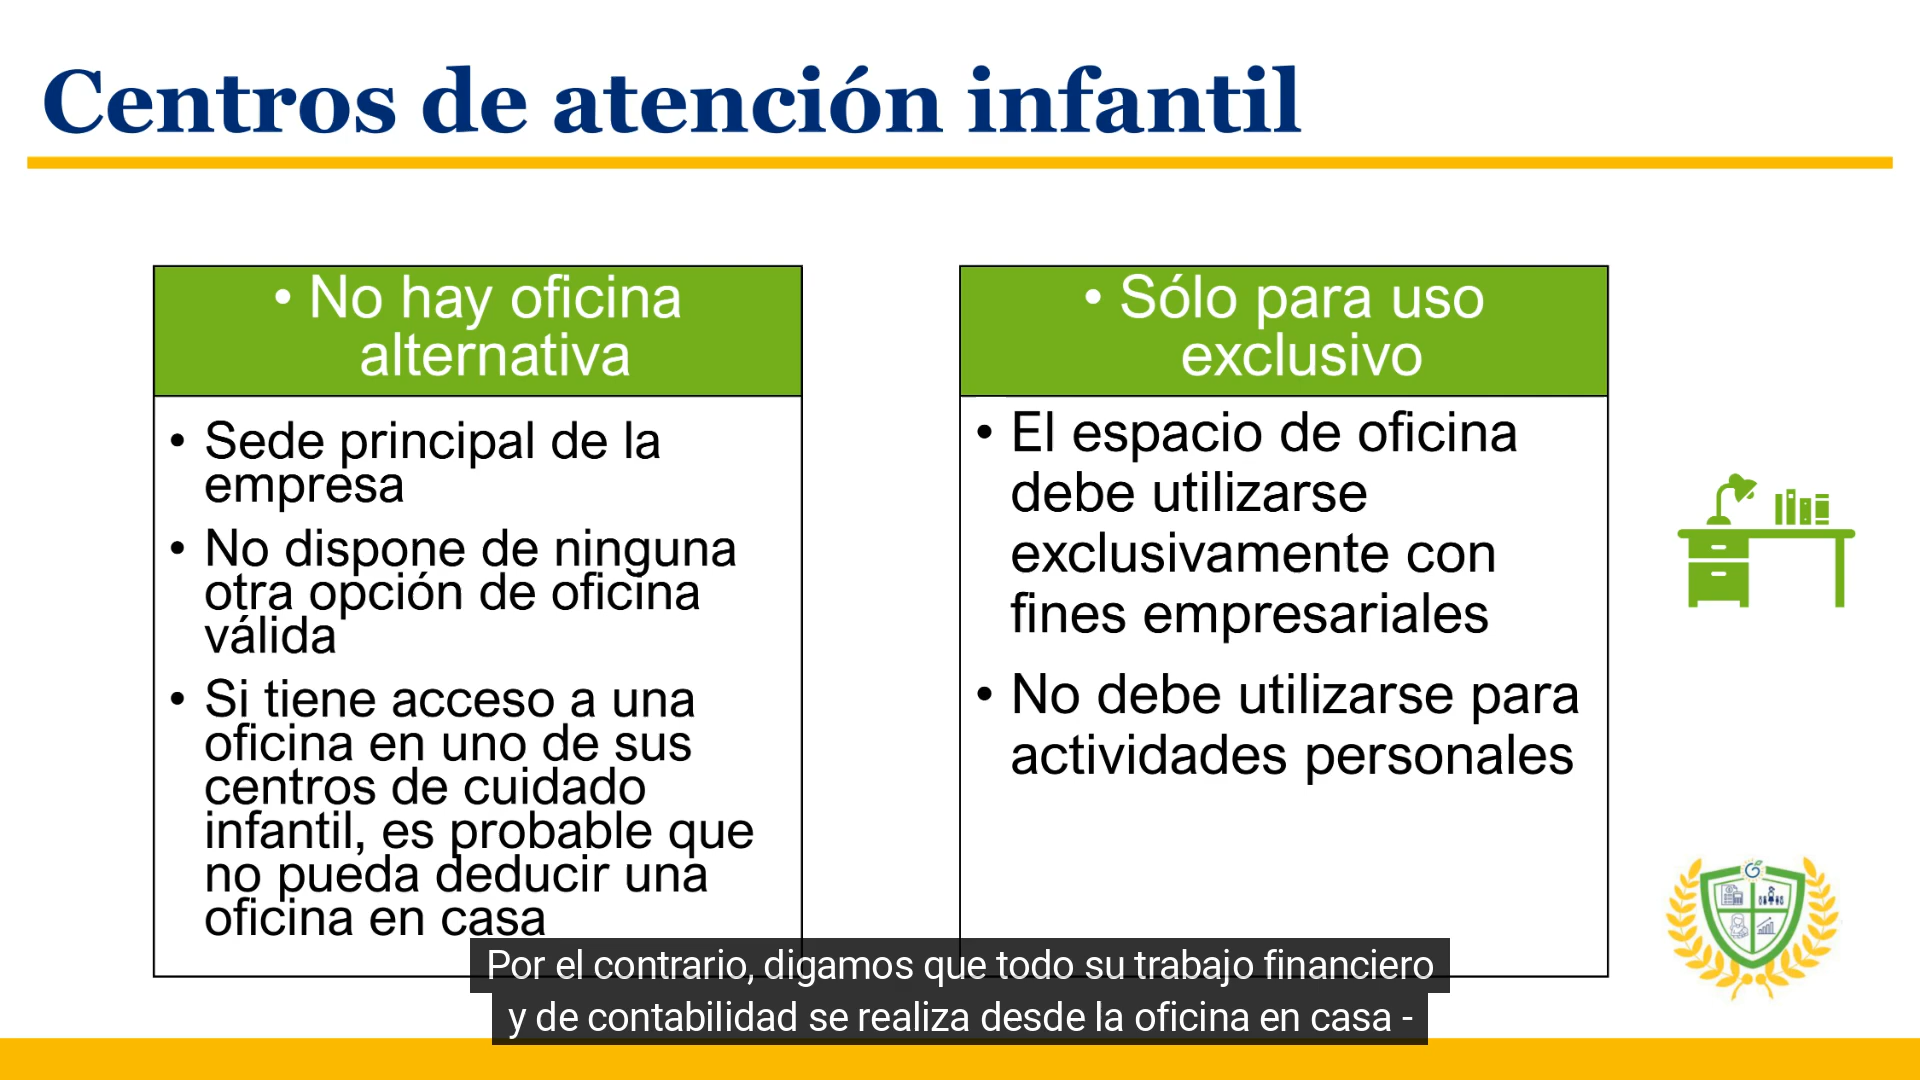 Centros de atención infantil
• No hay oficina
alternativa
• Sede principal de la
empresa
• No dispone de ninguna
otra opción de oficina
válida
• Si tiene acceso a una
oficina en uno de sus
centros de cuidado
infantil, es probable que
no pueda deducir una
oficina en casa
• Sólo para uso
exclusivo
• El espacio de oficina
debe utilizarse
exclusivamente con
fines empresariales
• No debe utilizarse para
actividades personales
Por el contrario, digamos que todo su trabajo financiero
y de contabilidad se realiza desde la oficina en casa -